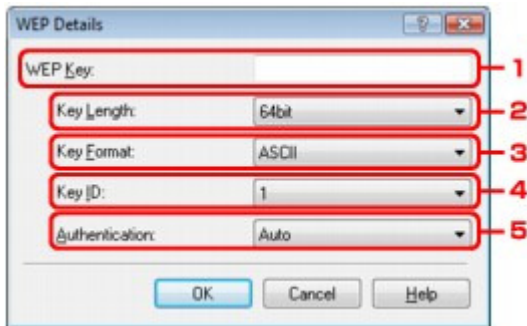 WEP Details
WEP Key: 1
Key Length: 64bit 2
Key Format: ASCII 3
Key ID: 1 4
Authentication: Auto 5
OK Cancel Help